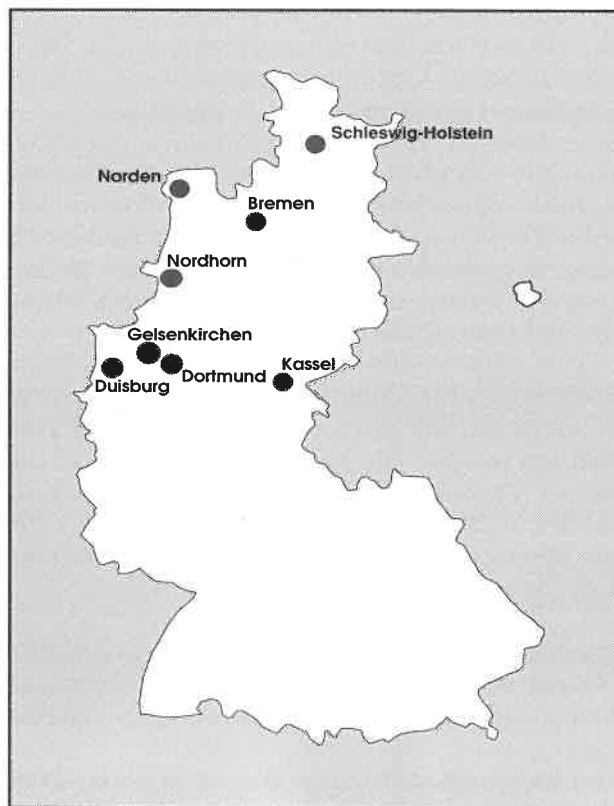 Schleswig-Holstein
Norden
Bremen
Nordhorn
Gelsenkirchen
Kassel
Dortmund
Duisburg